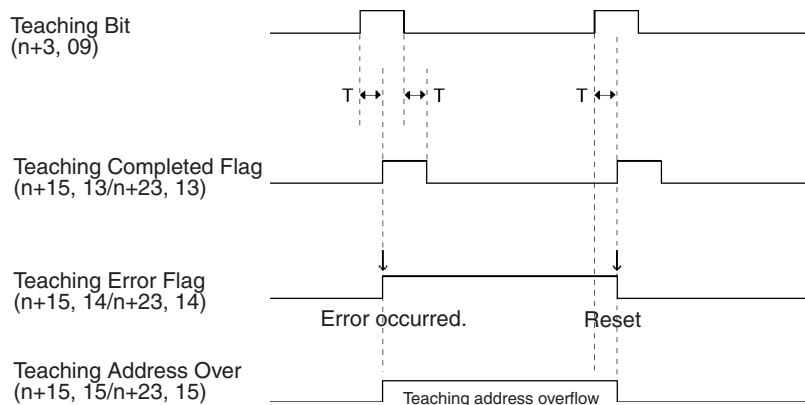 Teaching Bit
(n+3, 09)
T
T
T
Teaching Completed Flag
(n+15, 13/n+23, 13)
Teaching Error Flag
(n+15, 14/n+23, 14)
Error occurred.
Reset
Teaching Address Over
(n+15, 15/n+23, 15)
Teaching address overflow